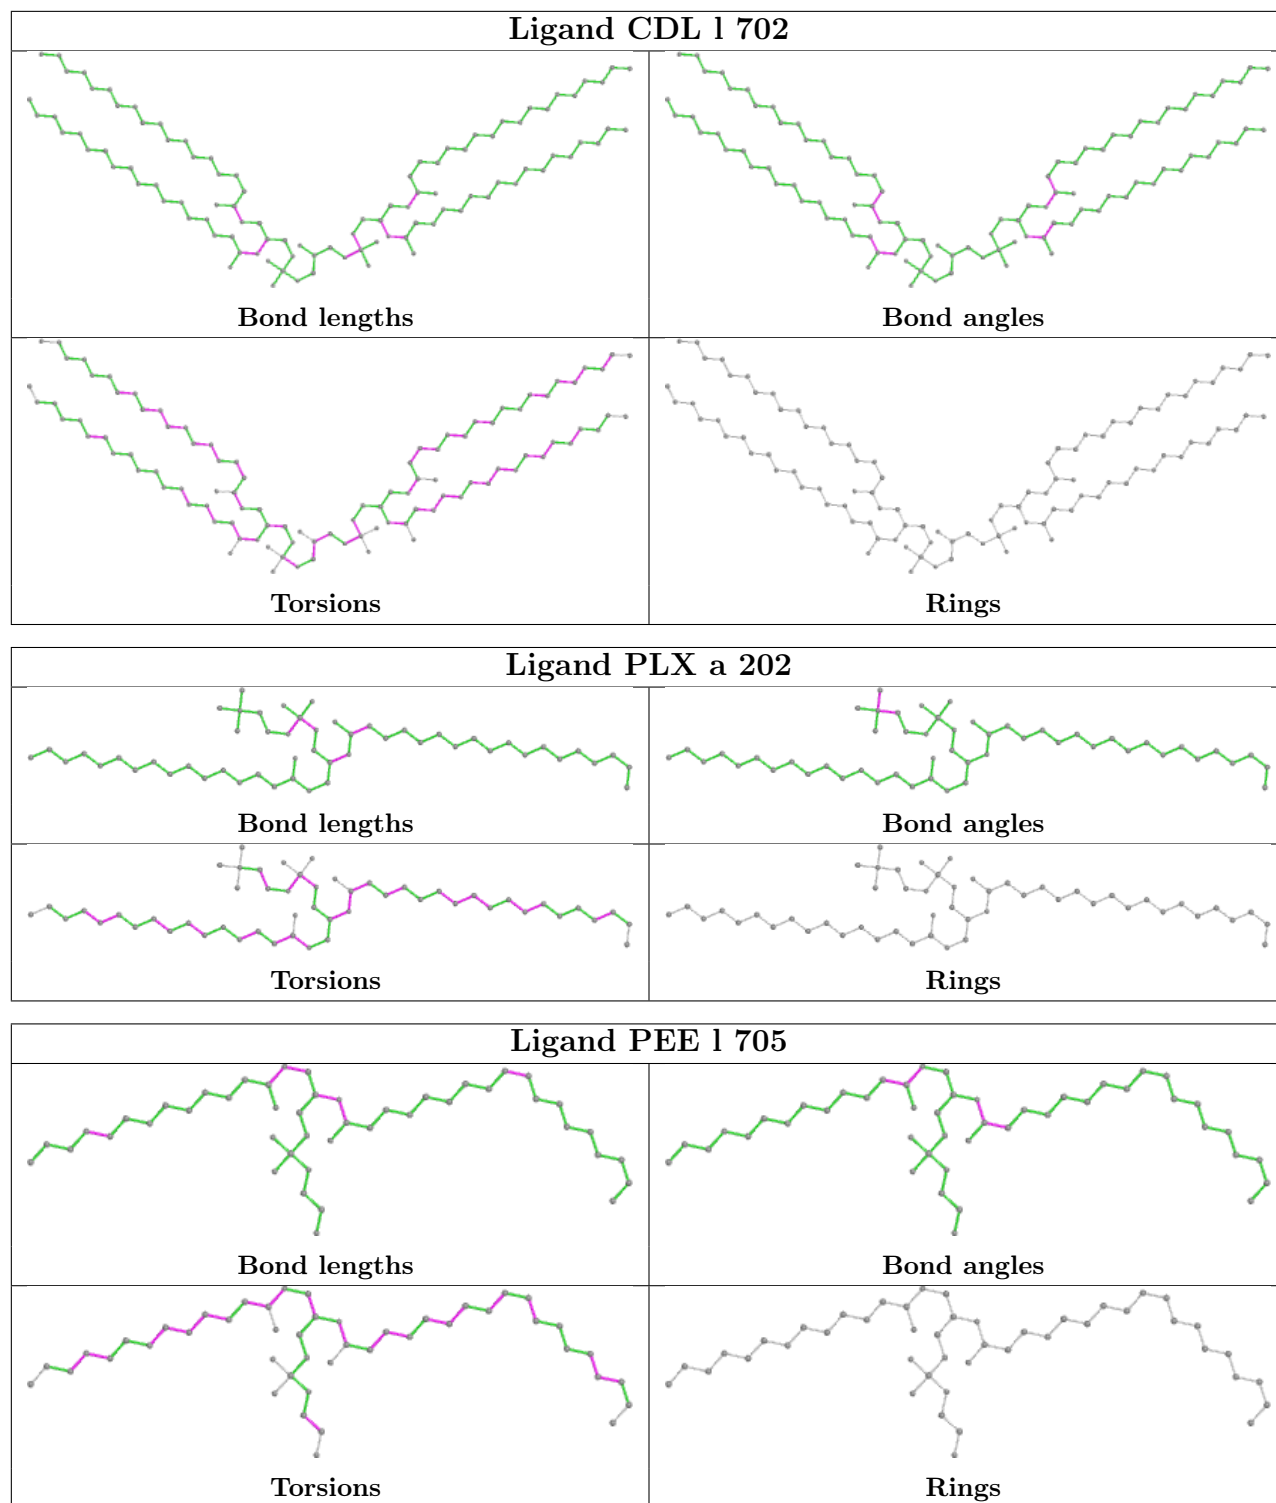 Ligand CDL l 702
Bond lengths
Bond angles
Torsions
Rings
Ligand PLX a 202
Bond lengths
Bond angles
Torsions
Rings
Ligand PEE l 705
Bond lengths
Bond angles
Torsions
Rings